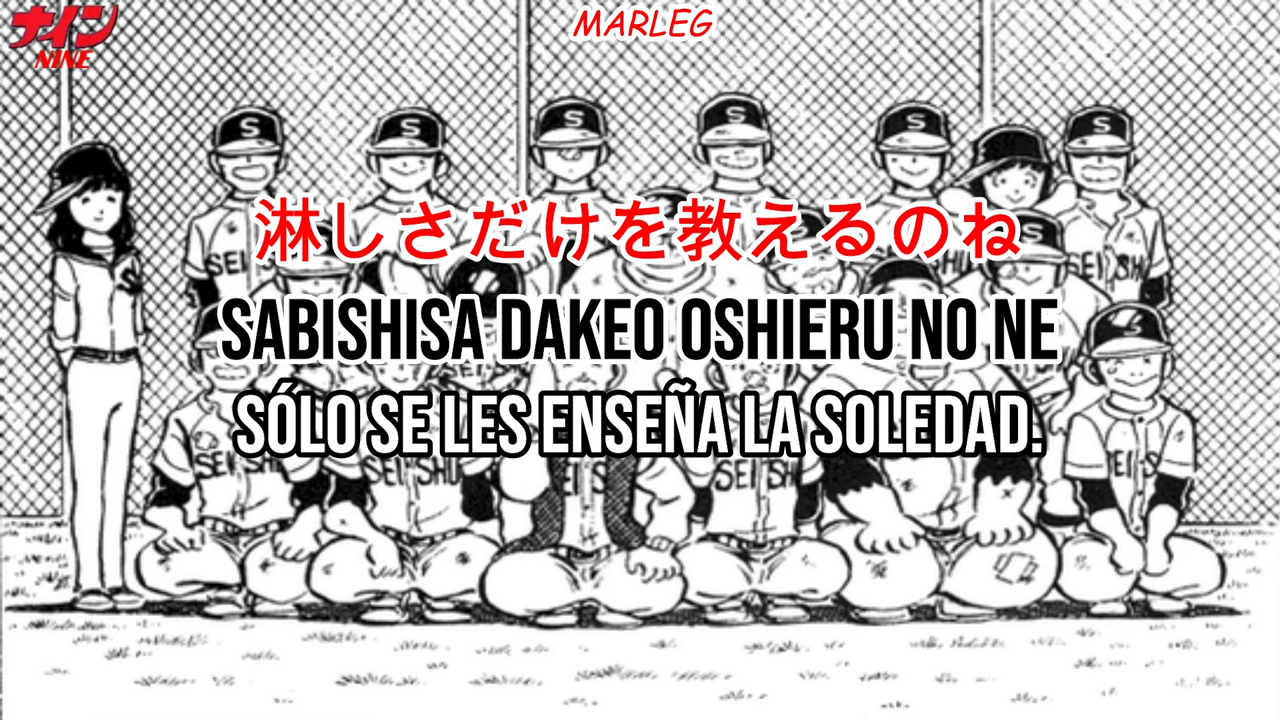 ナイン
NINE
MARLEG
S S S S S S
淋しさだけを教えるのね
SABISHISA DAKEO OSHIERU NO NE
SÓLO SE LES ENSEÑA LA SOLEDAD.